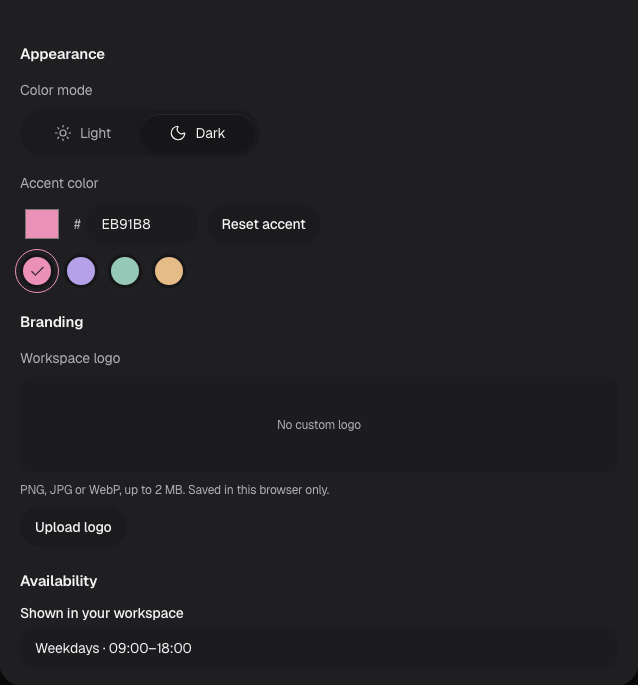 Appearance
Color mode
Light
Dark
Accent color
# EB91B8
Reset accent
Branding
Workspace logo
No custom logo
PNG, JPG or WebP, up to 2 MB. Saved in this browser only.
Upload logo
Availability
Shown in your workspace
Weekdays · 09:00–18:00